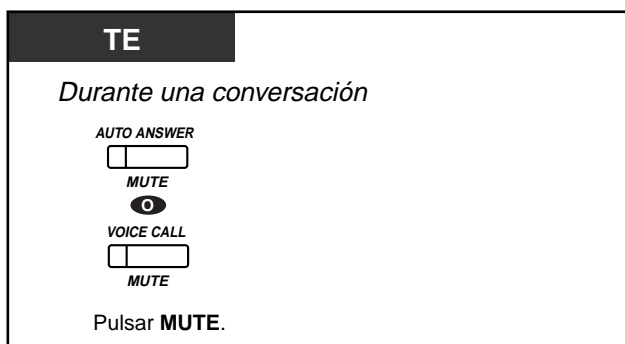 TE
Durante una conversación
AUTO ANSWER
MUTE
O
VOICE CALL
MUTE
Pulsar MUTE.